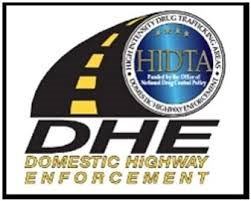 HIGH INTENSITY DRUG TRAFFICKING AREAS
HIDTA
Funded by the Office of
National Drug Control Policy
DOMESTIC HIGHWAY ENFORCEMENT
DHE
DOMESTIC HIGHWAY
ENFORCEMENT